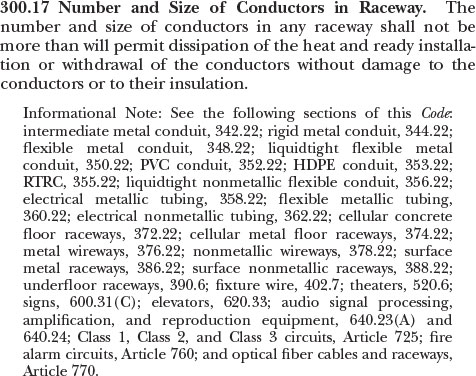 300.17 Number and Size of Conductors in Raceway. The
number and size of conductors in any raceway shall not
be more than will permit dissipation of the heat and ready installa-
tion or withdrawal of the conductors without damage to the
conductors or to their insulation.
Informational Note: See the following sections of this Code:
intermediate metal conduit, 342.22; rigid metal conduit, 344.22;
flexible metal conduit, 348.22; liquidtight flexible metal
conduit, 350.22; PVC conduit, 352.22; HDPE conduit, 353.22;
RTRC, 355.22; liquidtight nonmetallic flexible conduit, 356.22;
electrical metallic tubing, 358.22; flexible metallic tubing,
360.22; electrical nonmetallic tubing, 362.22; cellular concrete
floor raceways, 372.22; cellular metal floor raceways, 374.22;
metal wireways, 376.22; nonmetallic wireways, 378.22; surface
metal raceways, 386.22; surface nonmetallic raceways, 388.22;
underfloor raceways, 390.6; fixture wire, 402.7; theaters, 520.6;
signs, 600.31(C); elevators, 620.33; audio signal processing,
amplification, and reproduction equipment, 640.23(A) and
640.24; Class 1, Class 2, and Class 3 circuits, Article 725; fire
alarm circuits, Article 760; and optical fiber cables and raceways,
Article 770.